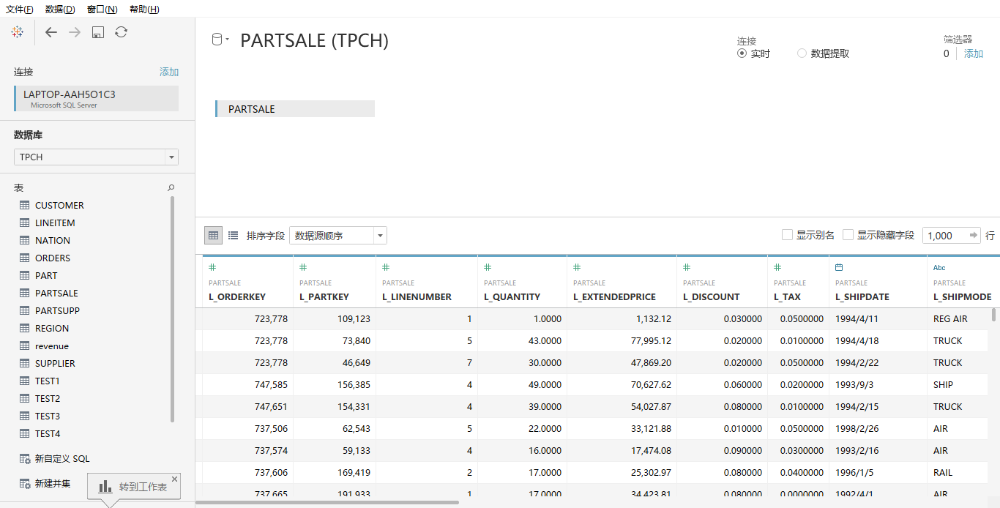 文件(F) 数据(D) 窗口(N) 帮助(H)
连接 添加
LAPTOP-AAH5O1C3
Microsoft SQL Server
数据库
TPCH
表
CUSTOMER
LINEITEM
NATION
ORDERS
PART
PARTSALE
PARTSUPP
REGION
revenue
SUPPLIER
TEST1
TEST2
TEST3
TEST4
新自定义 SQL
新建并集
转到工作表
PARTSALE (TPCH)
连接
实时 数据提取
筛选器
0 添加
PARTSALE
排序字段 数据源顺序 显示别名 显示隐藏字段 1,000 行
# # # # # # # Abc
PARTSALE PARTSALE PARTSALE PARTSALE PARTSALE PARTSALE PARTSALE PARTSALE PARTSALE
L_ORDERKEY L_PARTKEY L_LINENUMBER L_QUANTITY L_EXTENDEDPRICE L_DISCOUNT L_TAX L_SHIPDATE L_SHIPMODE
723,778 109,123 1 1.0000 1,132.12 0.030000 0.0500000 1994/4/11 REG AIR
723,778 73,840 5 43.0000 77,995.12 0.020000 0.0100000 1994/4/18 TRUCK
723,778 46,649 7 30.0000 47,869.20 0.020000 0.0500000 1994/2/22 TRUCK
747,585 156,385 4 49.0000 70,627.62 0.060000 0.0200000 1993/9/3 SHIP
747,651 154,331 4 39.0000 54,027.87 0.080000 0.0100000 1994/2/15 TRUCK
737,506 62,543 5 22.0000 33,121.88 0.010000 0.0500000 1998/2/26 AIR
737,574 59,133 4 16.0000 17,474.08 0.090000 0.0300000 1993/2/16 AIR
737,606 169,419 2 17.0000 25,302.97 0.080000 0.0400000 1996/1/5 RAIL
737,665 191,933 1 17.0000 34,423.81 0.080000 0.0000000 1992/4/1 AIR